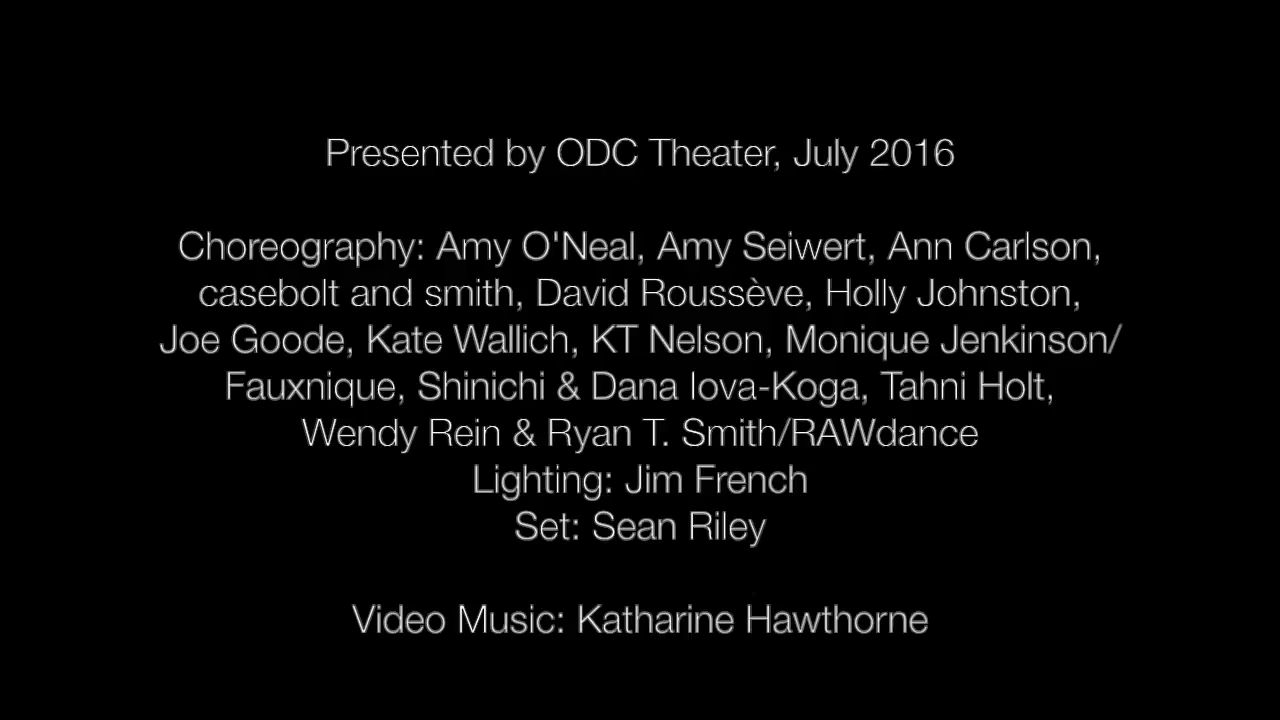 Presented by ODC Theater, July 2016
Choreography: Amy O'Neal, Amy Seiwert, Ann Carlson,
casebolt and smith, David Roussève, Holly Johnston,
Joe Goode, Kate Wallich, KT Nelson, Monique Jenkinson/
Fauxnique, Shinichi & Dana Iova-Koga, Tahni Holt,
Wendy Rein & Ryan T. Smith/RAWdance
Lighting: Jim French
Set: Sean Riley
Video Music: Katharine Hawthorne